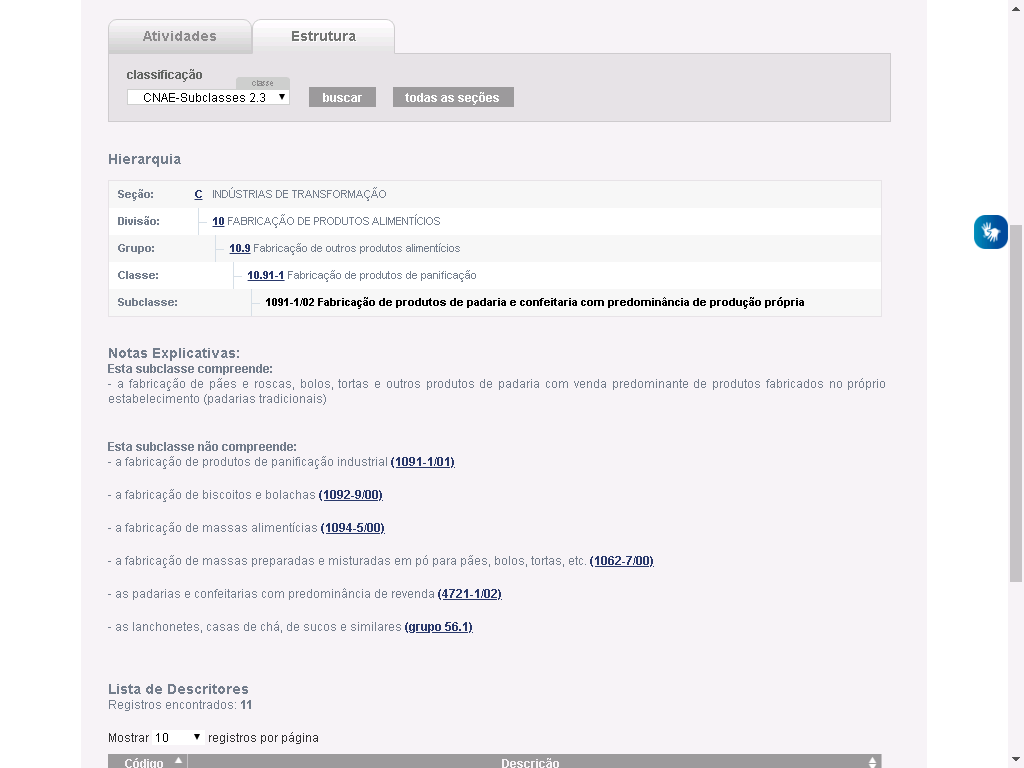 Atividades
Estrutura
classificação
classe
CNAE-Subclasses 2.3
buscar
todas as seções
Hierarquia
Seção: C INDÚSTRIAS DE TRANSFORMAÇÃO
Divisão: 10 FABRICAÇÃO DE PRODUTOS ALIMENTÍCIOS
Grupo: 10.9 Fabricação de outros produtos alimentícios
Classe: 10.91-1 Fabricação de produtos de panificação
Subclasse: 1091-1/02 Fabricação de produtos de padaria e confeitaria com predominância de produção própria
Notas Explicativas:
Esta subclasse compreende:
- a fabricação de pães e roscas, bolos, tortas e outros produtos de padaria com venda predominante de produtos fabricados no próprio
estabelecimento (padarias tradicionais)
Esta subclasse não compreende:
- a fabricação de produtos de panificação industrial (1091-1/01)
- a fabricação de biscoitos e bolachas (1092-9/00)
- a fabricação de massas alimentícias (1094-5/00)
- a fabricação de massas preparadas e misturadas em pó para pães, bolos, tortas, etc. (1062-7/00)
- as padarias e confeitarias com predominância de revenda (4721-1/02)
- as lanchonetes, casas de chá, de sucos e similares (grupo 56.1)
Lista de Descritores
Registros encontrados: 11
Mostrar 10 registros por página
Código Descrição